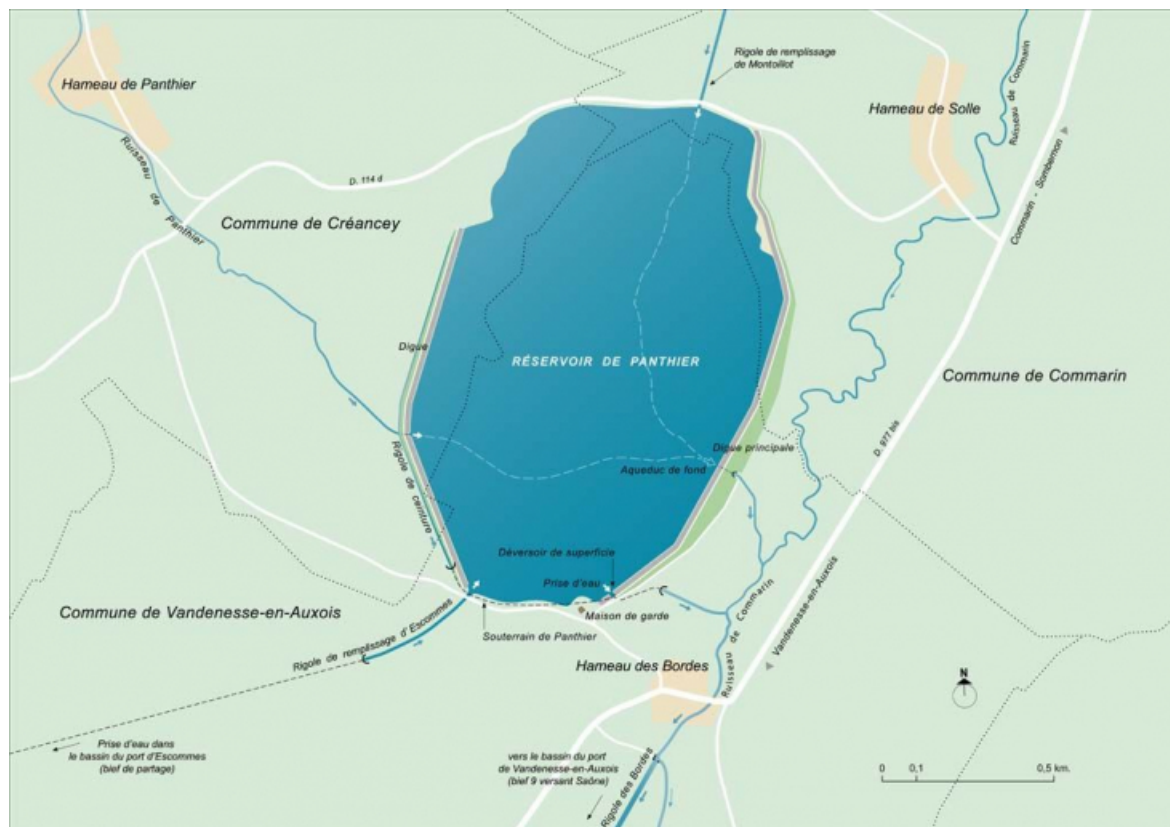 Hameau de Panthier
Rigole de remplissage
de Montoillot
Hameau de Solle
Ruisseau de Commarin
Ruisseau de Panthier
D. 114 d
Commune de Créancey
Commarin - Sombernon
Digue
RÉSERVOIR DE PANTHIER
Commune de Commarin
D. 977 bis
Digue principale
Aqueduc de fond
Rigole de ceinture
Déversoir de superficie
Prise d'eau
Commune de Vandenesse-en-Auxois
Maison de garde
Souterrain de Panthier
Rigole de remplissage d'Escommes
Ruisseau de Commarin
Vandenesse-en-Auxois
Hameau des Bordes
N
Prise d'eau dans
le bassin du port d'Escommes
(bief de partage)
vers le bassin du port
de Vandenesse-en-Auxois
(bief 9 versant Saône)
Rigole des Bordes
0 0,1 0,5 km.